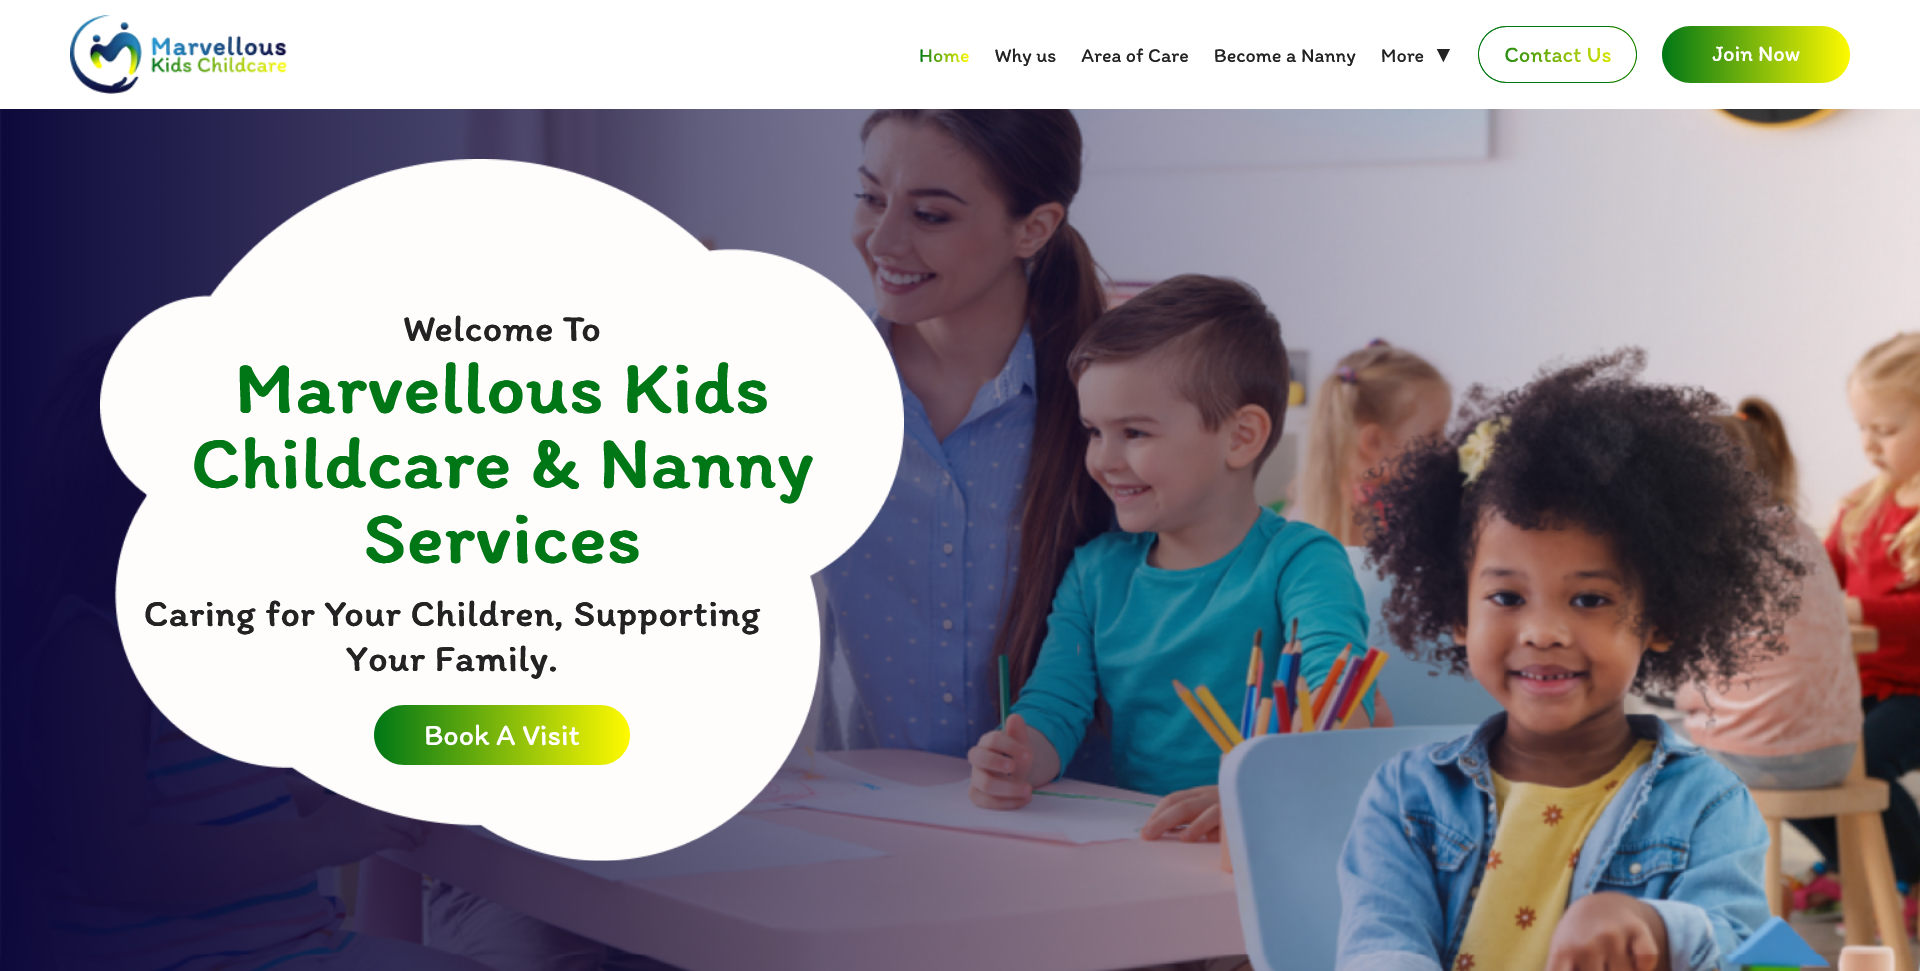 Marvellous
Kids Childcare
Home
Why us
Area of Care
Become a Nanny
More ▼
Contact Us
Join Now
Welcome To
Marvellous Kids
Childcare & Nanny
Services
Caring for Your Children, Supporting
Your Family.
Book A Visit